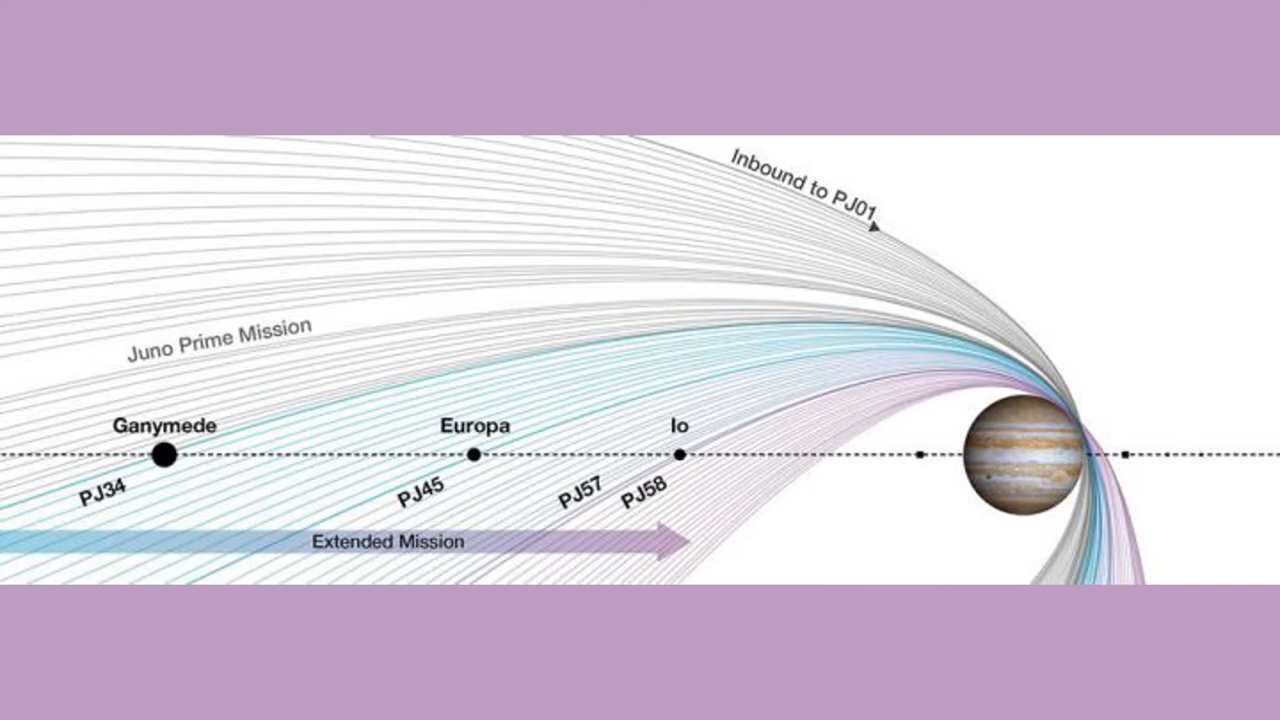 Inbound to PJ01
Juno Prime Mission
Ganymede
Europa
Io
PJ34
PJ45
PJ57
PJ58
Extended Mission